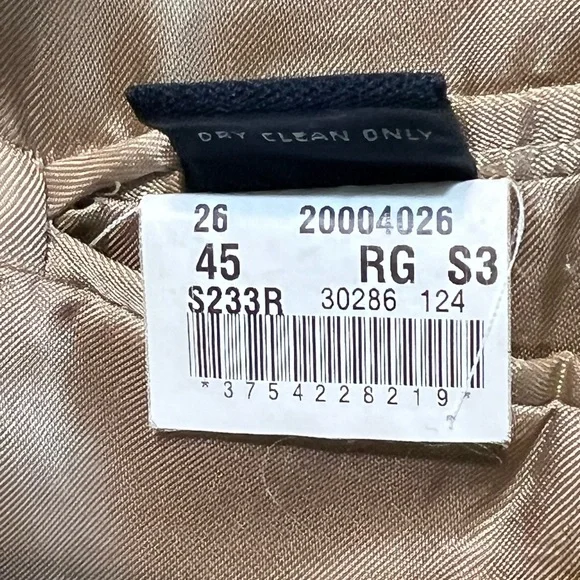 DRY CLEAN ONLY
26 20004026
45 RG S3
S233R 30286 124
*3754228219*